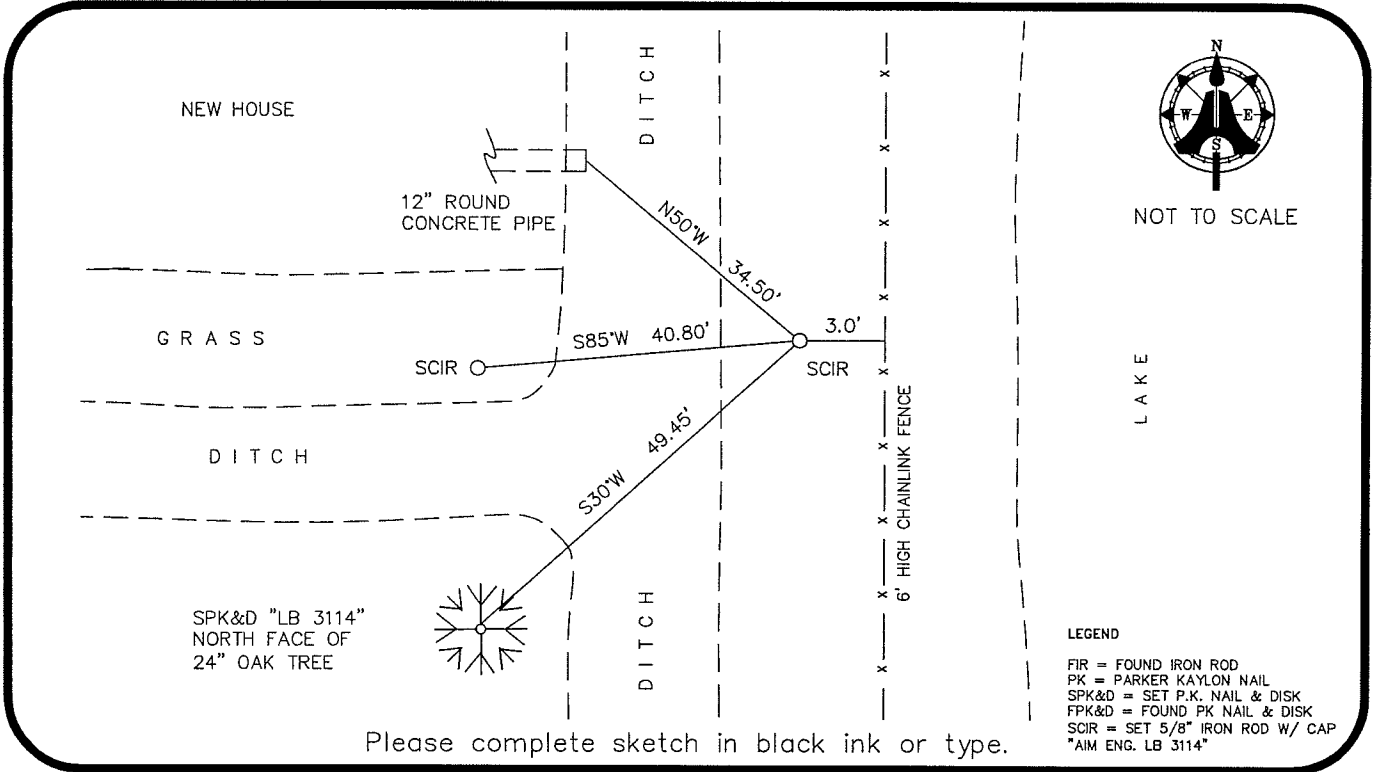 NEW HOUSE
DITCH
N
W
E
S
NOT TO SCALE
12" ROUND
CONCRETE PIPE
N50°W 34.50'
GRASS
S85°W 40.80'
3.0'
SCIR
SCIR
LAKE
DITCH
S30°W 49.45'
6' HIGH CHAINLINK FENCE
x
x
x
x
x
x
x
x
x
SPK&D "LB 3114"
NORTH FACE OF
24" OAK TREE
DITCH
LEGEND
FIR = FOUND IRON ROD
PK = PARKER KAYLON NAIL
SPK&D = SET P.K. NAIL & DISK
FPK&D = FOUND PK NAIL & DISK
SCIR = SET 5/8" IRON ROD W/ CAP
"AIM ENG. LB 3114"
Please complete sketch in black ink or type.